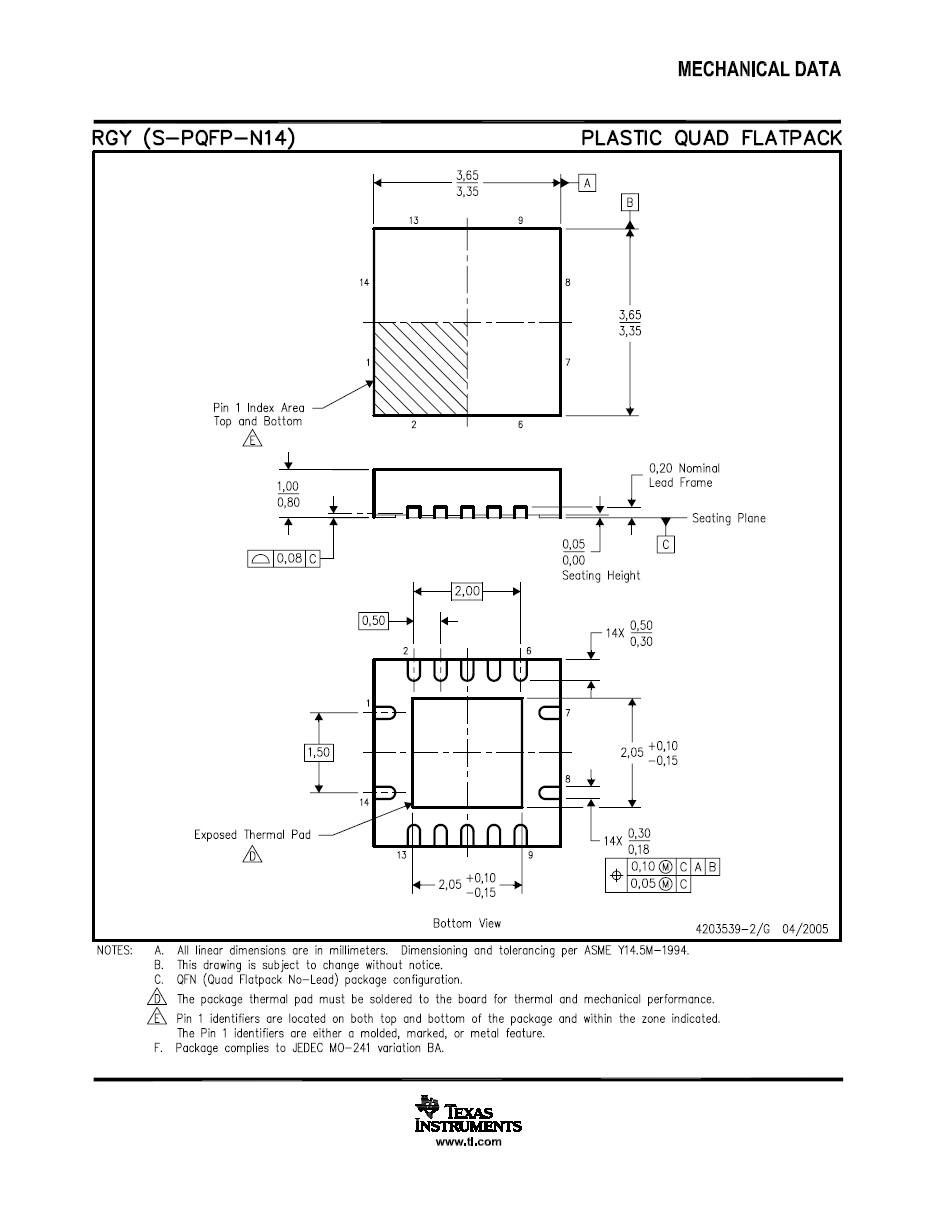 MECHANICAL DATA
RGY (S-PQFP-N14)
PLASTIC QUAD FLATPACK
3,65
3,35
A
B
13
9
14
8
3,65
3,35
1
7
Pin 1 Index Area
Top and Bottom
E
2
6
1,00
0,80
0,20 Nominal
Lead Frame
Seating Plane
0,08 C
0,05
0,00
Seating Height
C
2,00
0,50
14X 0,50
0,30
2
6
1
7
1,50
2,05 +0,10
-0,15
8
14
Exposed Thermal Pad
D
13
9
14X 0,30
0,18
0,10 M C A B
0,05 M C
2,05 +0,10
-0,15
Bottom View
4203539-2/G 04/2005
NOTES: A. All linear dimensions are in millimeters. Dimensioning and tolerancing per ASME Y14.5M-1994.
B. This drawing is subject to change without notice.
C. QFN (Quad Flatpack No-Lead) package configuration.
D The package thermal pad must be soldered to the board for thermal and mechanical performance.
E Pin 1 identifiers are located on both top and bottom of the package and within the zone indicated.
The Pin 1 identifiers are either a molded, marked, or metal feature.
F. Package complies to JEDEC MO-241 variation BA.
TEXAS
INSTRUMENTS
www.ti.com